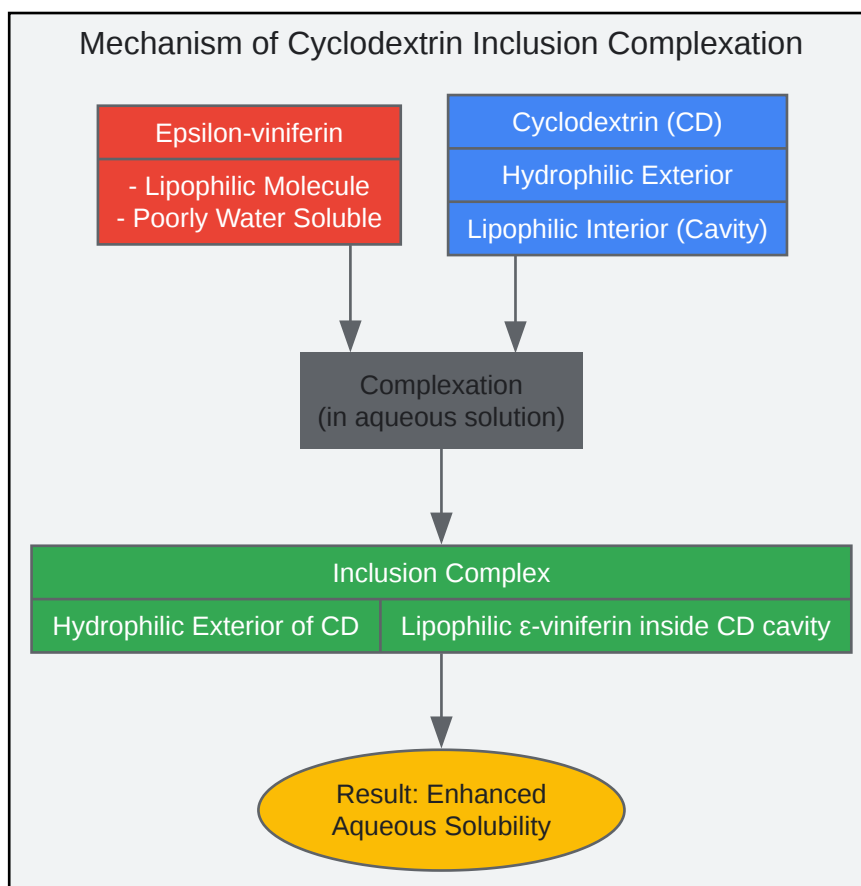 Mechanism of Cyclodextrin Inclusion Complexation
Epsilon-viniferin
- Lipophilic Molecule
- Poorly Water Soluble
Cyclodextrin (CD)
Hydrophilic Exterior
Lipophilic Interior (Cavity)
Complexation
(in aqueous solution)
Inclusion Complex
Hydrophilic Exterior of CD
Lipophilic ε-viniferin inside CD cavity
Result: Enhanced
Aqueous Solubility